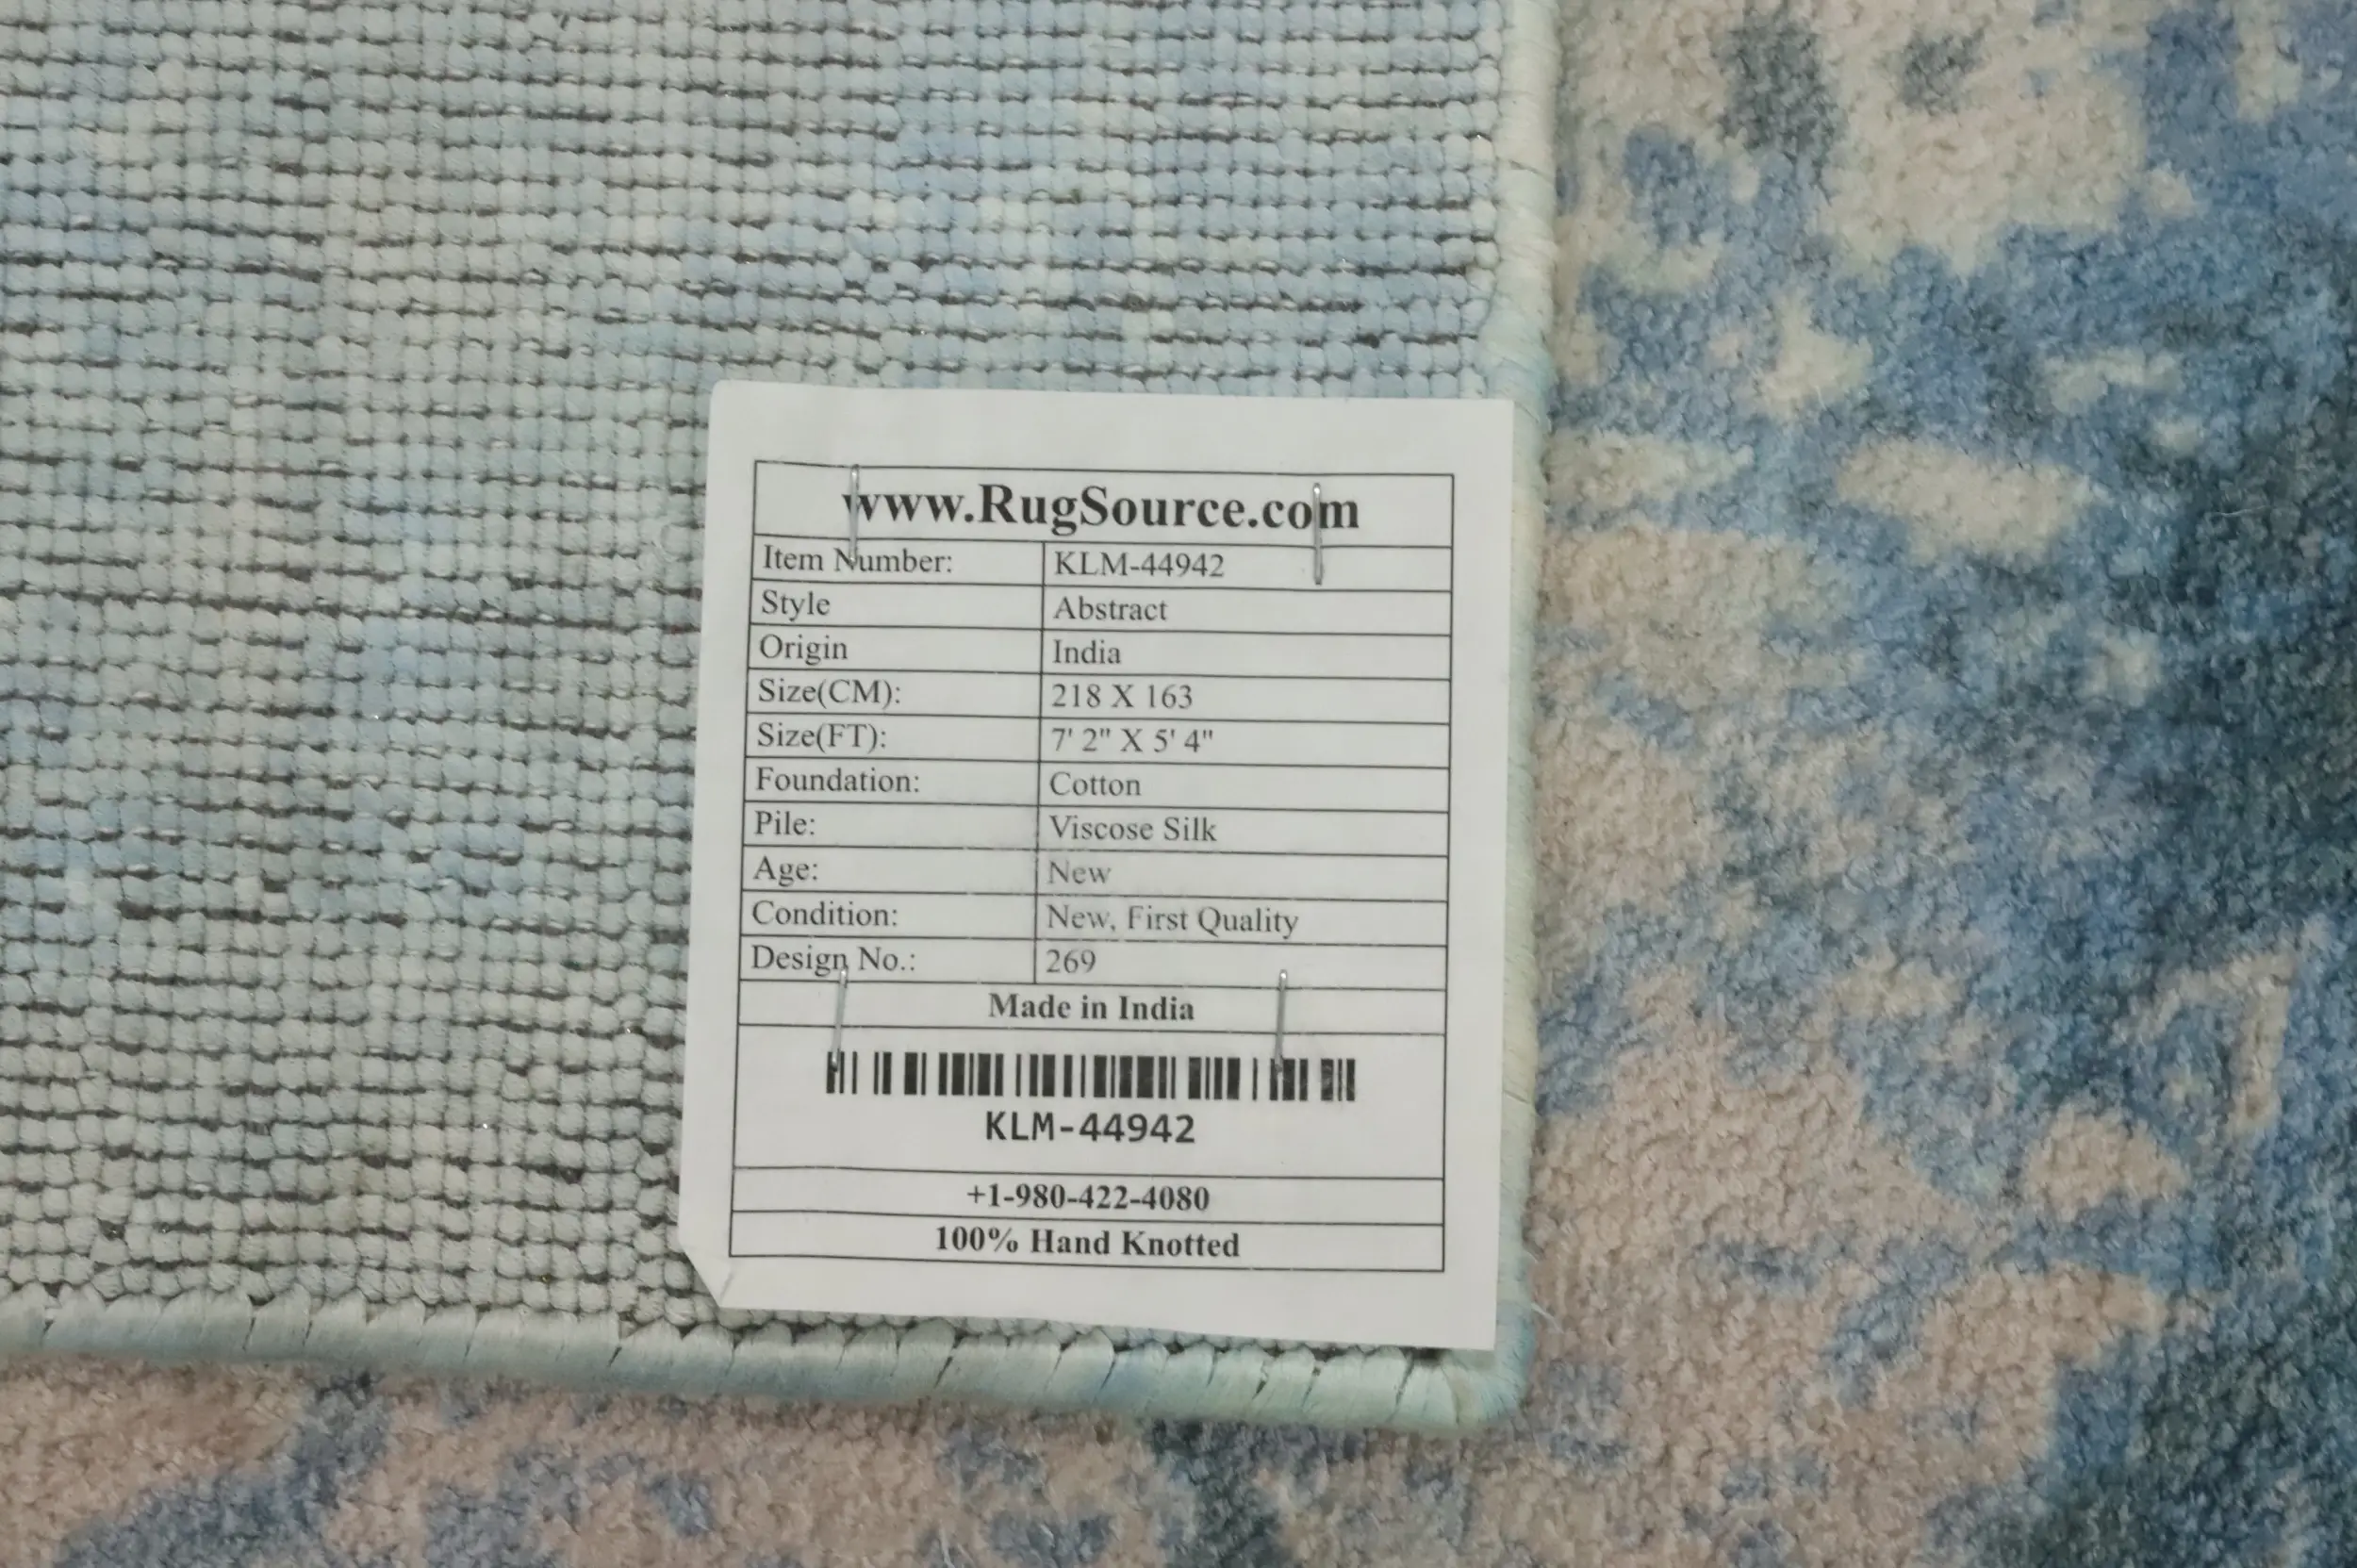 www.RugSource.com
Item Number: KLM-44942
Style Abstract
Origin India
Size(CM): 218 X 163
Size(FT): 7' 2" X 5' 4"
Foundation: Cotton
Pile: Viscose Silk
Age: New
Condition: New, First Quality
Design No.: 269
Made in India
KLM-44942
+1-980-422-4080
100% Hand Knotted